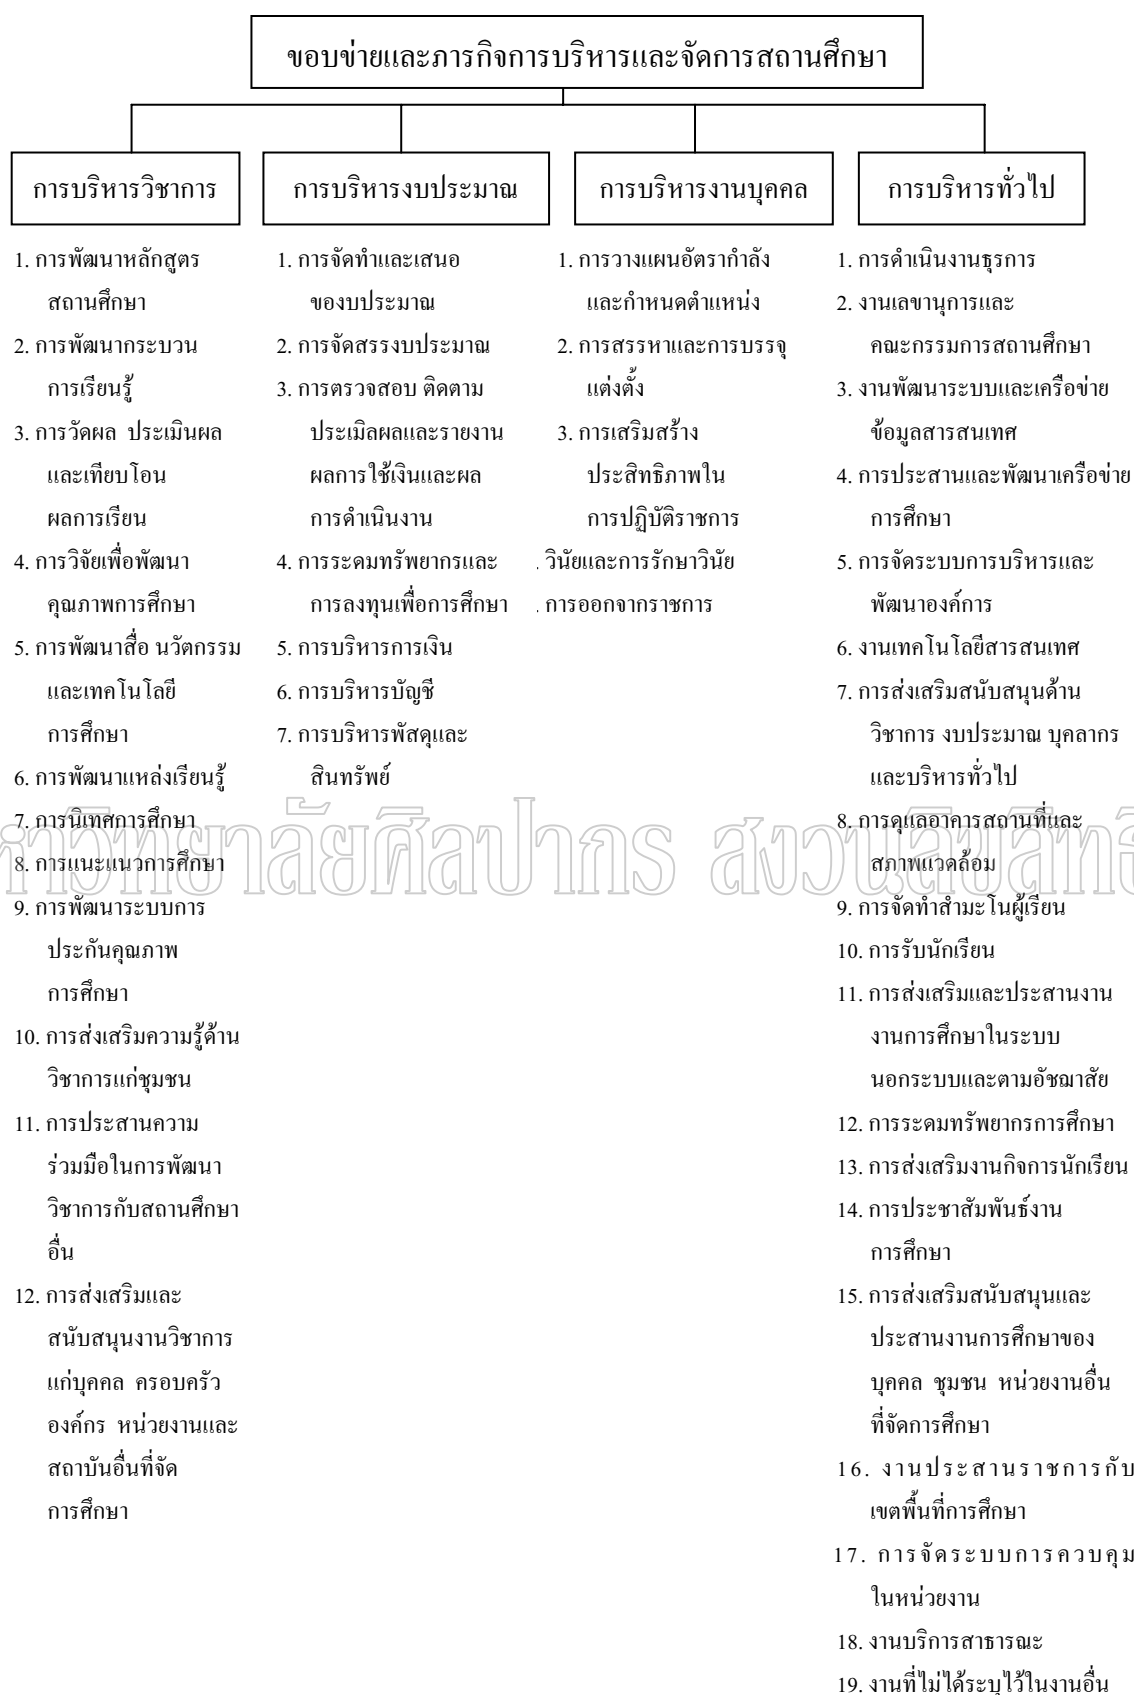 ขอบข่ายและภารกิจการบริหารและจัดการสถานศึกษา
การบริหารวิชาการ
1. การพัฒนาหลักสูตร
สถานศึกษา
2. การพัฒนากระบวน
การเรียนรู้
3. การวัดผล ประเมินผล
และเทียบโอน
ผลการเรียน
4. การวิจัยเพื่อพัฒนา
คุณภาพการศึกษา
5. การพัฒนาสื่อ นวัตกรรม
และเทคโนโลยี
การศึกษา
6. การพัฒนาแหล่งเรียนรู้
7. การนิเทศการศึกษา
8. การแนะแนวการศึกษา
9. การพัฒนาระบบการ
ประกันคุณภาพ
การศึกษา
10. การส่งเสริมความรู้ด้าน
วิชาการแก่ชุมชน
11. การประสานความ
ร่วมมือในการพัฒนา
วิชาการกับสถานศึกษา
อื่น
12. การส่งเสริมและ
สนับสนุนงานวิชาการ
แก่บุคคล ครอบครัว
องค์กร หน่วยงานและ
สถาบันอื่นที่จัด
การศึกษา
การบริหารงบประมาณ
1. การจัดทำและเสนอ
ของบประมาณ
2. การจัดสรรงบประมาณ
3. การตรวจสอบ ติดตาม
ประเมิลผลและรายงาน
ผลการใช้เงินและผล
การดำเนินงาน
4. การระดมทรัพยากรและ
การลงทุนเพื่อการศึกษา
5. การบริหารการเงิน
6. การบริหารบัญชี
7. การบริหารพัสดุและ
สินทรัพย์
การบริหารงานบุคคล
1. การวางแผนอัตรากำลัง
และกำหนดตำแหน่ง
2. การสรรหาและการบรรจุ
แต่งตั้ง
3. การเสริมสร้าง
ประสิทธิภาพใน
การปฏิบัติราชการ
. วินัยและการรักษาวินัย
. การออกจากราชการ
การบริหารทั่วไป
1. การดำเนินงานธุรการ
2. งานเลขานุการและ
คณะกรรมการสถานศึกษา
3. งานพัฒนาระบบและเครือข่าย
ข้อมูลสารสนเทศ
4. การประสานและพัฒนาเครือข่าย
การศึกษา
5. การจัดระบบการบริหารและ
พัฒนาองค์การ
6. งานเทคโนโลยีสารสนเทศ
7. การส่งเสริมสนับสนุนด้าน
วิชาการ งบประมาณ บุคลากร
และบริหารทั่วไป
8. การดูแลอาคารสถานที่และ
สภาพแวดล้อม
9. การจัดทำสำมะโนผู้เรียน
10. การรับนักเรียน
11. การส่งเสริมและประสานงาน
งานการศึกษาในระบบ
นอกระบบและตามอัชฌาสัย
12. การระดมทรัพยากรการศึกษา
13. การส่งเสริมงานกิจการนักเรียน
14. การประชาสัมพันธ์งาน
การศึกษา
15. การส่งเสริมสนับสนุนและ
ประสานงานการศึกษาของ
บุคคล ชุมชน หน่วยงานอื่น
ที่จัดการศึกษา
16. งานประสานราชการกับ
เขตพื้นที่การศึกษา
17. การจัดระบบการควบคุม
ในหน่วยงาน
18. งานบริการสาธารณะ
19. งานที่ไม่ได้ระบุไว้ในงานอื่น
หาวิทยาลัยศิลปากร สงวนลิขสิทธิ